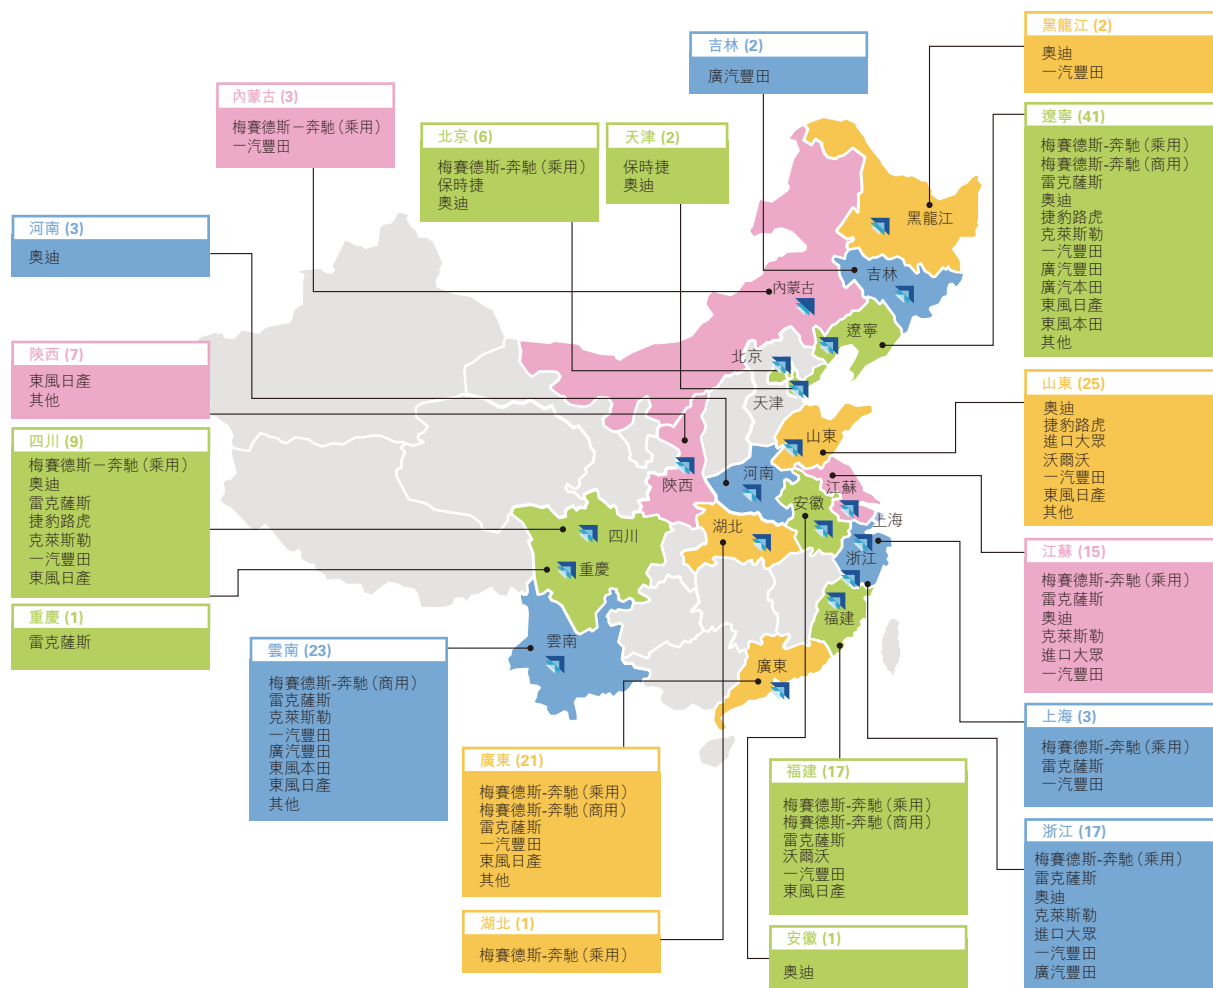 吉林 (2)
廣汽豐田
黑龍江 (2)
奧迪
一汽豐田
內蒙古 (3)
梅賽德斯－奔馳（乘用）
一汽豐田
北京 (6)
梅賽德斯-奔馳（乘用）
保時捷
奧迪
天津 (2)
保時捷
奧迪
遼寧 (41)
梅賽德斯-奔馳（乘用）
梅賽德斯-奔馳（商用）
雷克薩斯
奧迪
捷豹路虎
克萊斯勒
一汽豐田
廣汽豐田
廣汽本田
東風日產
東風本田
其他
河南 (3)
奧迪
陝西 (7)
東風日產
其他
四川 (9)
梅賽德斯－奔馳（乘用）
奧迪
雷克薩斯
捷豹路虎
克萊斯勒
一汽豐田
東風日產
重慶 (1)
雷克薩斯
黑龍江
吉林
內蒙古
遼寧
北京
天津
山東
河南
陝西
江蘇
安徽
上海
湖北
四川
浙江
重慶
福建
雲南
廣東
山東 (25)
奧迪
捷豹路虎
進口大眾
沃爾沃
一汽豐田
東風日產
其他
江蘇 (15)
梅賽德斯-奔馳（乘用）
雷克薩斯
奧迪
克萊斯勒
進口大眾
一汽豐田
雲南 (23)
梅賽德斯-奔馳（商用）
雷克薩斯
克萊斯勒
一汽豐田
廣汽豐田
東風本田
東風日產
其他
上海 (3)
梅賽德斯-奔馳（乘用）
雷克薩斯
一汽豐田
廣東 (21)
梅賽德斯-奔馳（乘用）
梅賽德斯-奔馳（商用）
雷克薩斯
一汽豐田
東風日產
其他
福建 (17)
梅賽德斯-奔馳（乘用）
梅賽德斯-奔馳（商用）
雷克薩斯
沃爾沃
一汽豐田
東風日產
浙江 (17)
梅賽德斯-奔馳（乘用）
雷克薩斯
奧迪
克萊斯勒
進口大眾
一汽豐田
廣汽豐田
湖北 (1)
梅賽德斯-奔馳（乘用）
安徽 (1)
奧迪